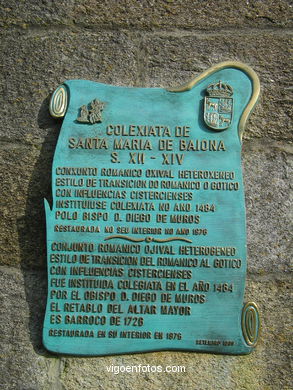 COLEXIATA DE
SANTA MARIA DE BAIONA
S. XII - XIV
CONXUNTO ROMANICO OXIVAL HETEROXENEO
ESTILO DE TRANSICION DO ROMANICO O GOTICO
CON INFLUENCIAS CISTERCIENSES
INSTITUIUSE COLEXIATA NO ANO 1464
POLO BISPO D. DIEGO DE MUROS
RESTAURADA NO SEU INTERIOR NO ANO 1976
CONJUNTO ROMANICO OJIVAL HETEROGENEO
ESTILO DE TRANSICION DEL ROMANICO AL GOTICO
CON INFLUENCIAS CISTERCIENSES
FUE INSTITUIDA COLEGIATA EN EL AÑO 1464
POR EL OBISPO D. DIEGO DE MUROS
EL RETABLO DEL ALTAR MAYOR
ES BARROCO DE 1726
RESTAURADA EN SU INTERIOR EN 1976
SETEMBRO
www.vigoenfotos.com